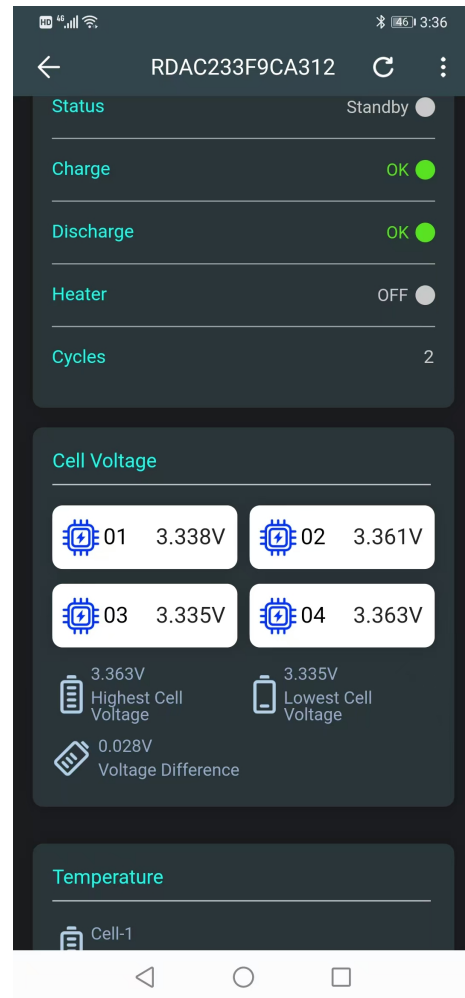 HD 4G 46 3:36
RDAC233F9CA312
Status Standby
Charge OK
Discharge OK
Heater OFF
Cycles 2
Cell Voltage
01 3.338V 02 3.361V
03 3.335V 04 3.363V
3.363V
Highest Cell
Voltage
3.335V
Lowest Cell
Voltage
0.028V
Voltage Difference
Temperature
Cell-1